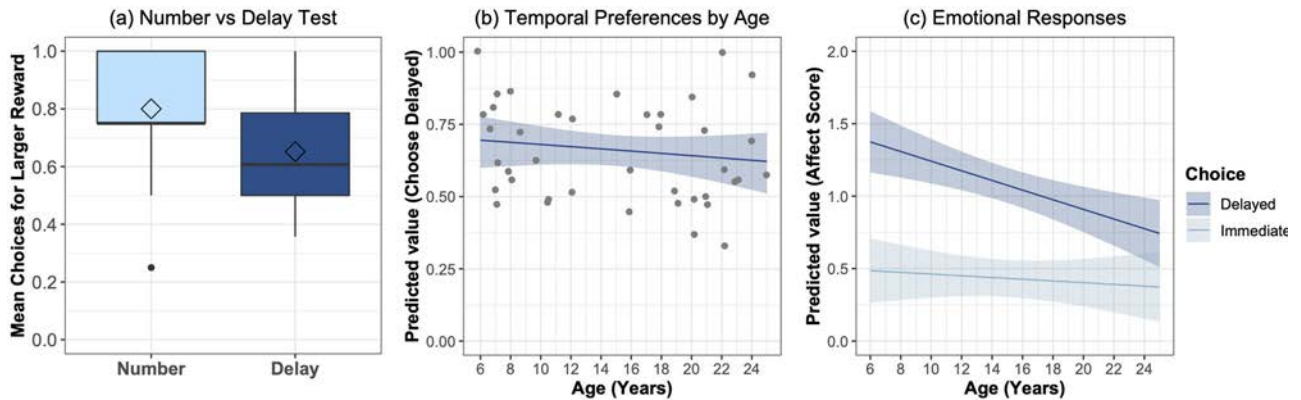 (a) Number vs Delay Test
Mean Choices for Larger Reward
1.0
0.8
0.6
0.4
0.2
0.0
Number Delay
(b) Temporal Preferences by Age
Predicted value (Choose Delayed)
1.00
0.75
0.50
0.25
0.00
6 8 10 12 14 16 18 20 22 24
Age (Years)
(c) Emotional Responses
Predicted value (Affect Score)
2.0
1.5
1.0
0.5
0.0
6 8 10 12 14 16 18 20 22 24
Age (Years)
Choice
Delayed
Immediate